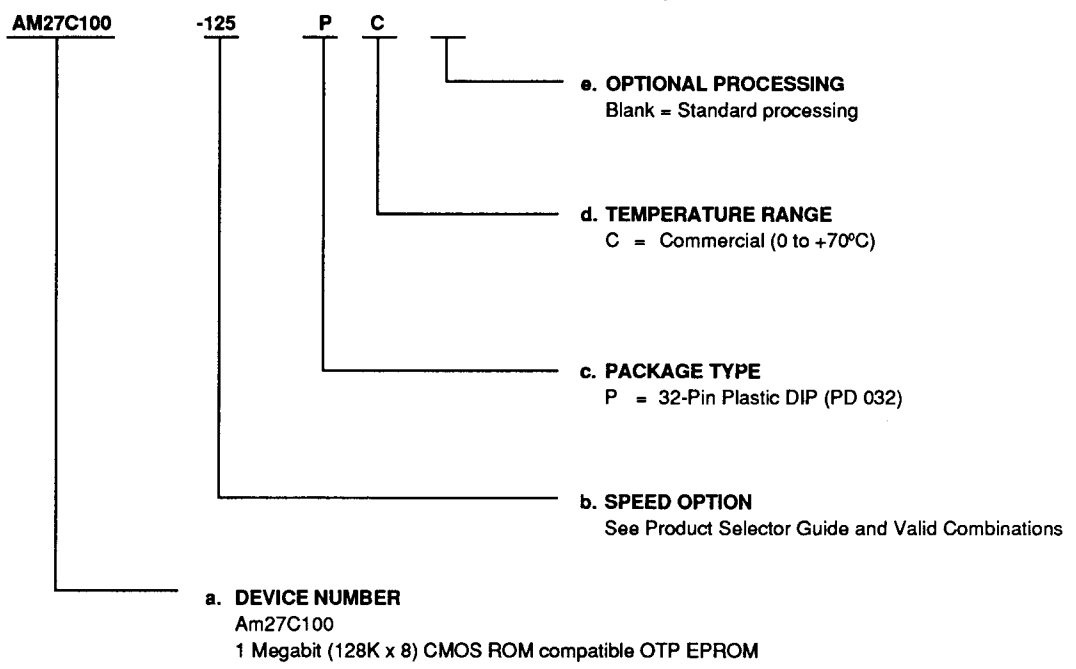 AM27C100 -125 P C
e. OPTIONAL PROCESSING
Blank = Standard processing
d. TEMPERATURE RANGE
C = Commercial (0 to +70ºC)
c. PACKAGE TYPE
P = 32-Pin Plastic DIP (PD 032)
b. SPEED OPTION
See Product Selector Guide and Valid Combinations
a. DEVICE NUMBER
Am27C100
1 Megabit (128K x 8) CMOS ROM compatible OTP EPROM